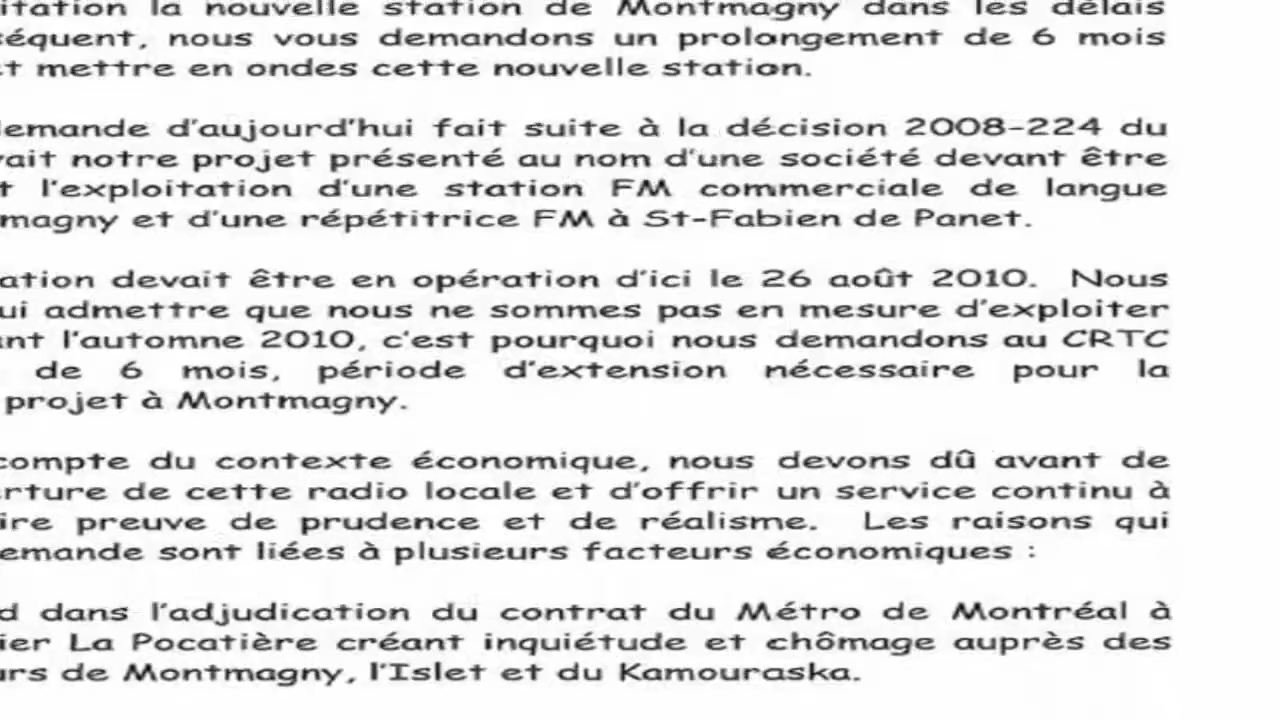 itation la nouvelle station de Montmagny dans les délais
séquent, nous vous demandons un prolongement de 6 mois
et mettre en ondes cette nouvelle station.
demande d'aujourd'hui fait suite à la décision 2008-224 du
vait notre projet présenté au nom d'une société devant être
t l'exploitation d'une station FM commerciale de langue
magny et d'une répétitrice FM à St-Fabien de Panet.
ation devait être en opération d'ici le 26 août 2010. Nous
ui admettre que nous ne sommes pas en mesure d'exploiter
ant l'automne 2010, c'est pourquoi nous demandons au CRTC
de 6 mois, période d'extension nécessaire pour la
projet à Montmagny.
compte du contexte économique, nous devons dû avant de
erture de cette radio locale et d'offrir un service continu à
ire preuve de prudence et de réalisme. Les raisons qui
emande sont liées à plusieurs facteurs économiques :
d dans l'adjudication du contrat du Métro de Montréal à
ier La Pocatière créant inquiétude et chômage auprès des
urs de Montmagny, l'Islet et du Kamouraska.